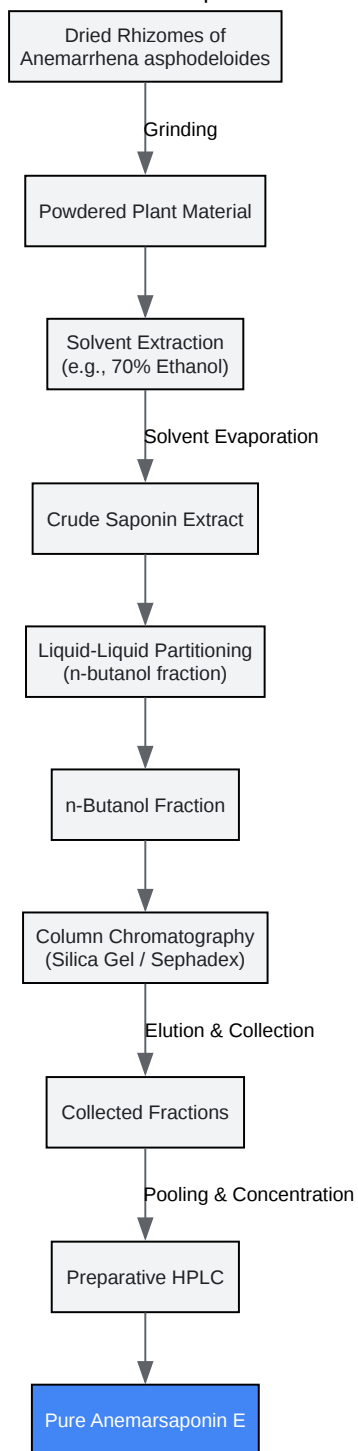 Dried Rhizomes of
Anemarrhena asphodeloides
Grinding
Powdered Plant Material
Solvent Extraction
(e.g., 70% Ethanol)
Solvent Evaporation
Crude Saponin Extract
Liquid-Liquid Partitioning
(n-butanol fraction)
n-Butanol Fraction
Column Chromatography
(Silica Gel / Sephadex)
Elution & Collection
Collected Fractions
Pooling & Concentration
Preparative HPLC
Pure Anemarsaponin E